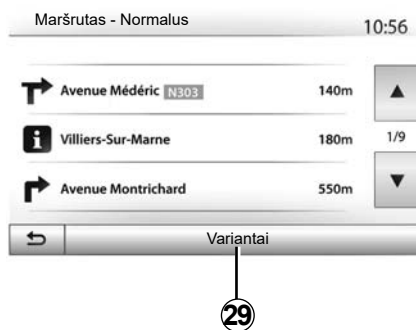 Maršrutas - Normalus 10:56
Avenue Médéric N303 140m
Villiers-Sur-Marne 180m 1/9
Avenue Montrichard 550m
Variantai
29